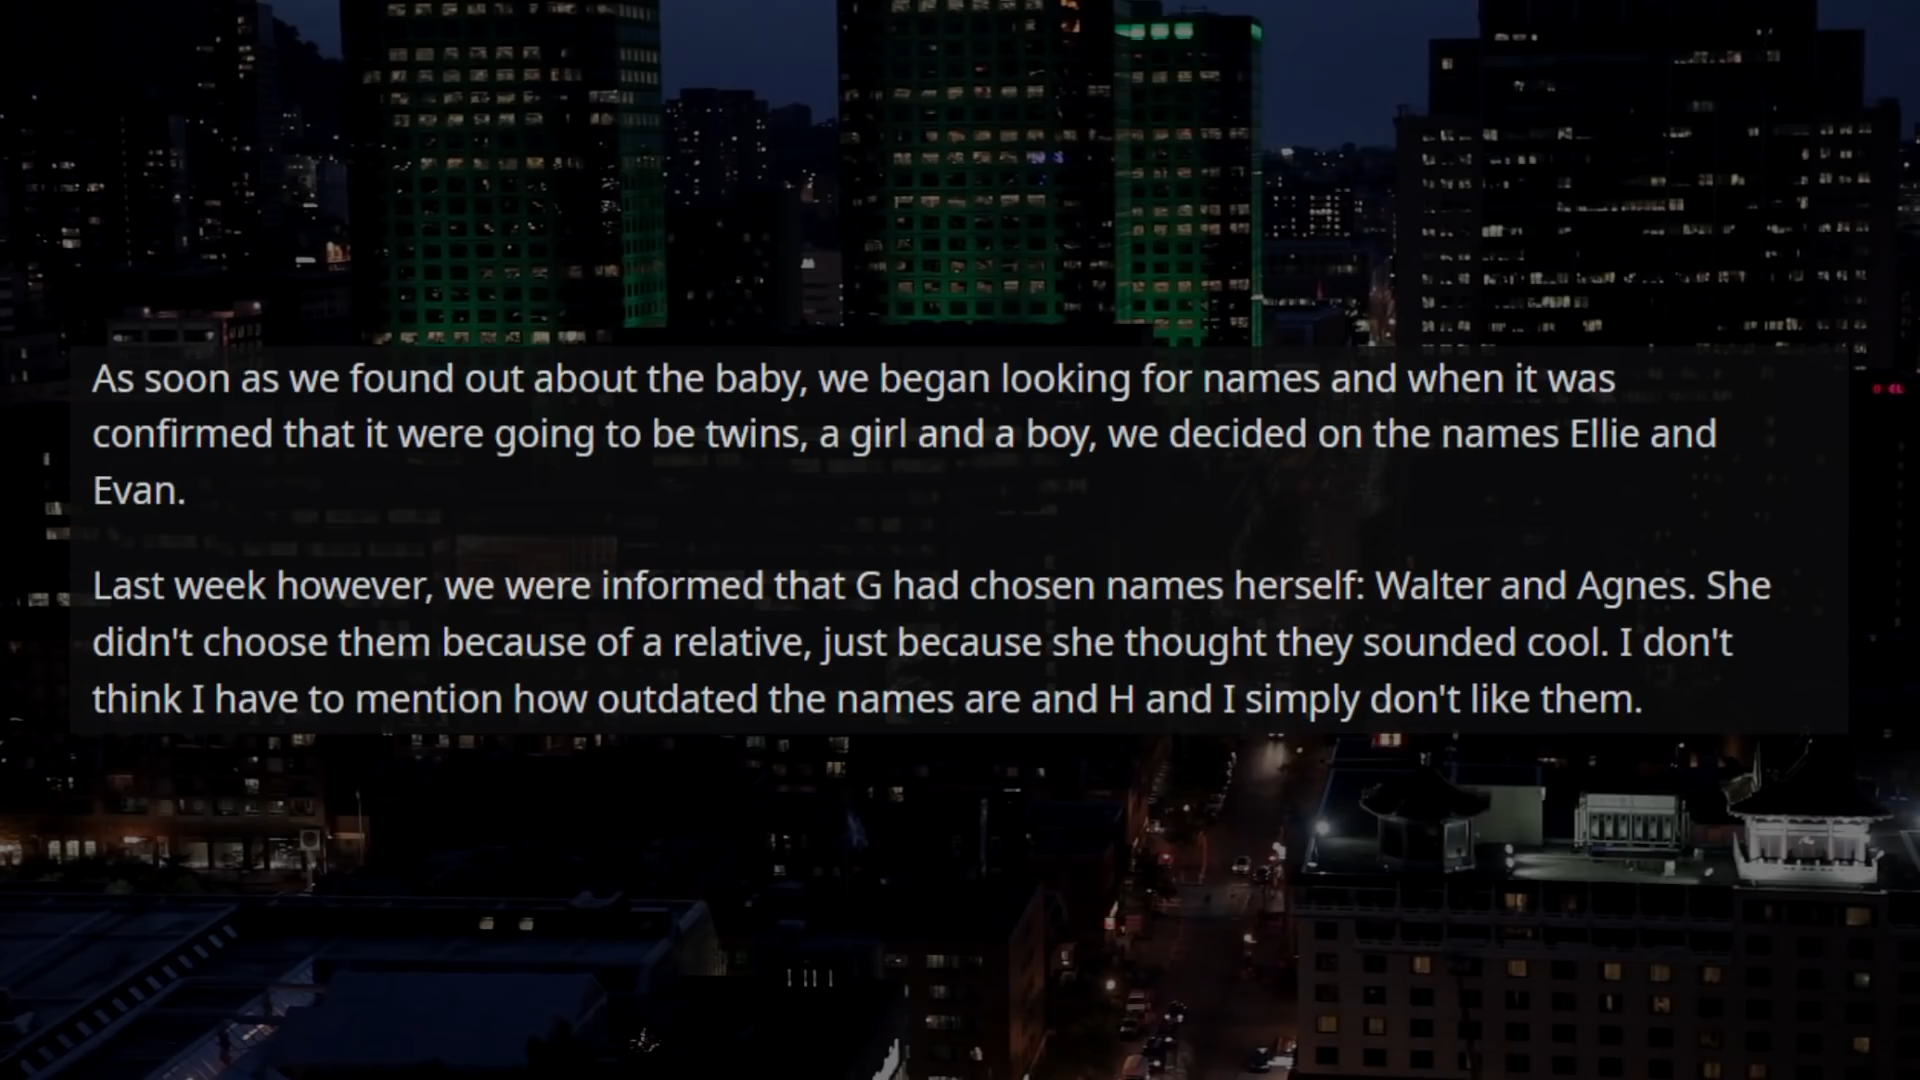 As soon as we found out about the baby, we began looking for names and when it was
confirmed that it were going to be twins, a girl and a boy, we decided on the names Ellie and
Evan.
Last week however, we were informed that G had chosen names herself: Walter and Agnes. She
didn't choose them because of a relative, just because she thought they sounded cool. I don't
think I have to mention how outdated the names are and H and I simply don't like them.